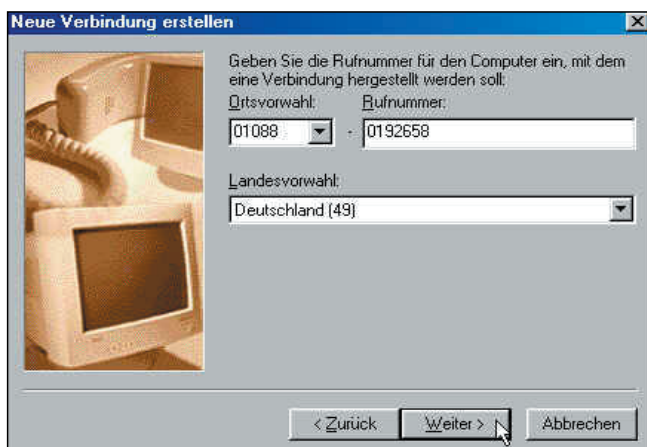 Neue Verbindung erstellen
Geben Sie die Rufnummer für den Computer ein, mit dem
eine Verbindung hergestellt werden soll:
Ortsvorwahl: Rufnummer:
01088 - 0192658
Landesvorwahl:
Deutschland (49)
< Zurück Weiter > Abbrechen